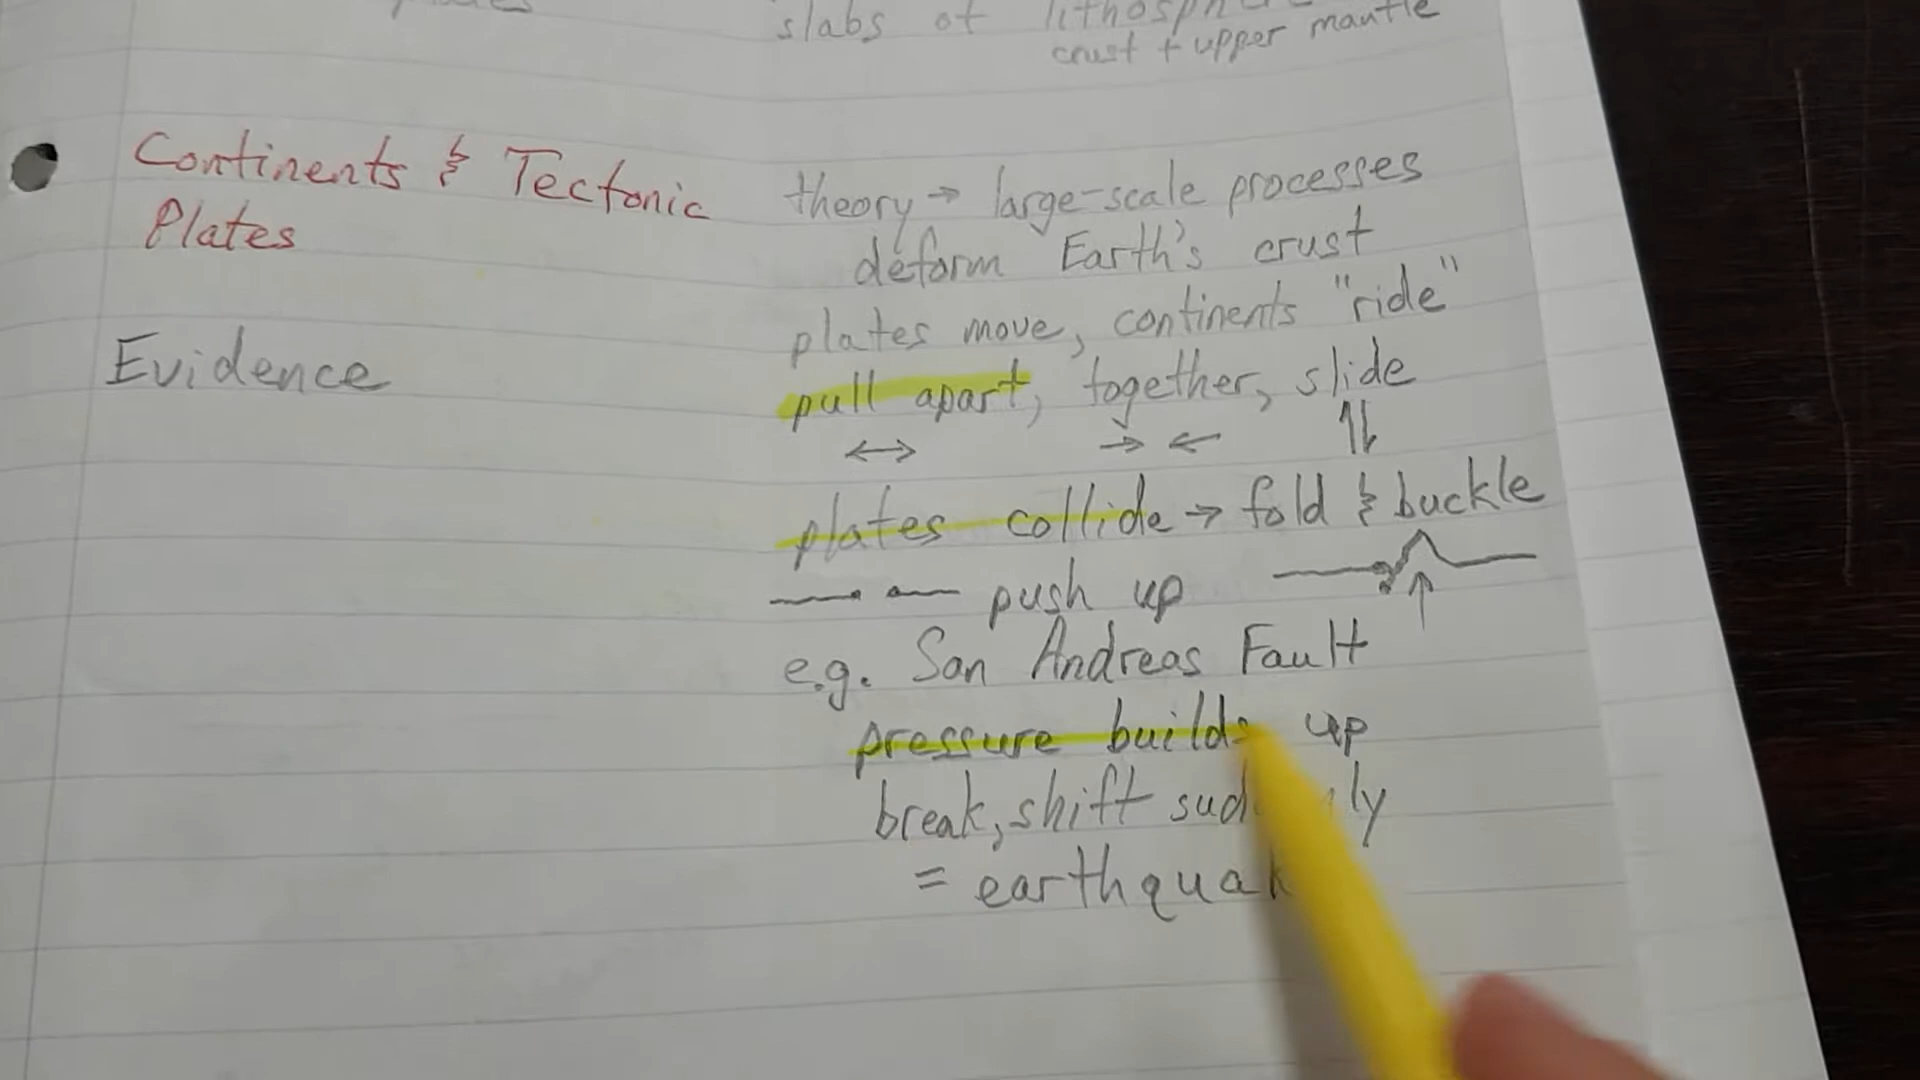 slabs of
crust + upper mantle
Continents & Tectonic
Plates
theory → large-scale processes
deform Earth's crust
plates move, continents "ride"
Evidence
pull apart, together, slide
plates collide → fold & buckle
push up
e.g. San Andreas Fault
pressure builds up
break, shift
=